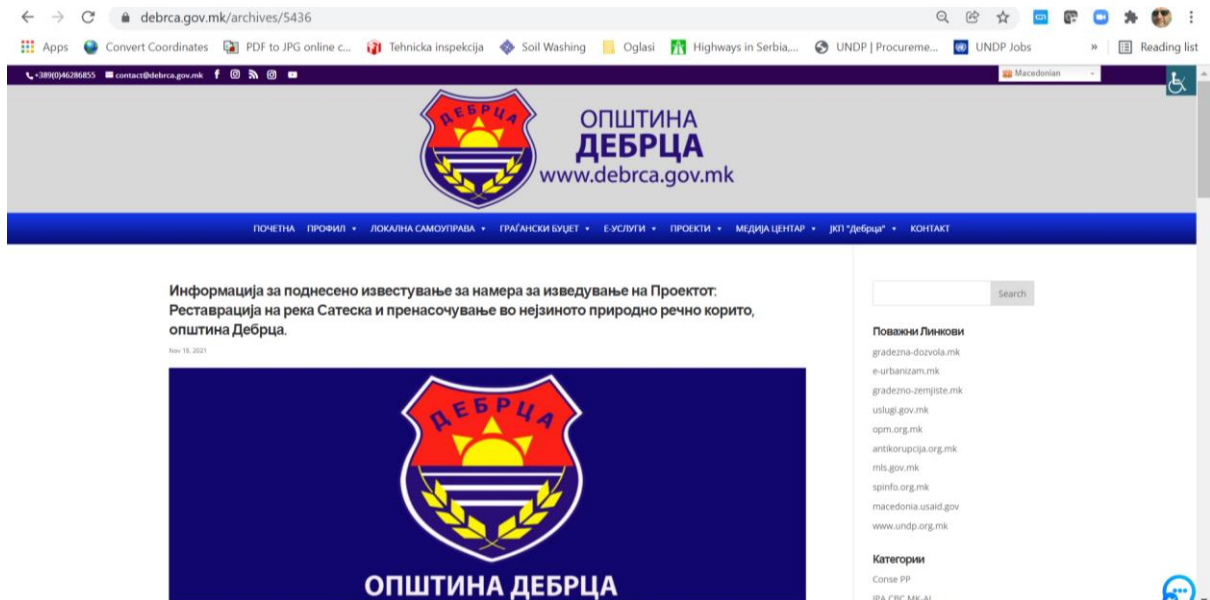 debrca.gov.mk/archives/5436
Apps Convert Coordinates PDF to JPG online c... Tehnicka inspekcija Soil Washing Oglasi Highways in Serbia,... UNDP | Procureme... UNDP Jobs » Reading list
+389(0)46286855 contact@debrca.gov.mk Macedonian
ДЕБРЦА
ОПШТИНА
ДЕБРЦА
www.debrca.gov.mk
ПОЧЕТНА ПРОФИЛ ЛОКАЛНА САМОУПРАВА ГРАЃАНСКИ БУЏЕТ Е-УСЛУГИ ПРОЕКТИ МЕДИЈА ЦЕНТАР ЈКП "Дебрца" КОНТАКТ
Информација за поднесено известување за намера за изведување на Проектот:
Реставрација на река Сатеска и пренасочување во нејзиното природно речно корито,
општина Дебрца.
Search
Поважни Линкови
gradezna-dozvola.mk
e-urbanizam.mk
gradezno-zemjiste.mk
uslugi.gov.mk
opm.org.mk
antikorupcija.org.mk
mls.gov.mk
spinfo.org.mk
macedonia.usaid.gov
www.undp.org.mk
Категории
Conse PP
IPA CBC MK-AL
ДЕБРЦА
ОПШТИНА ДЕБРЦА